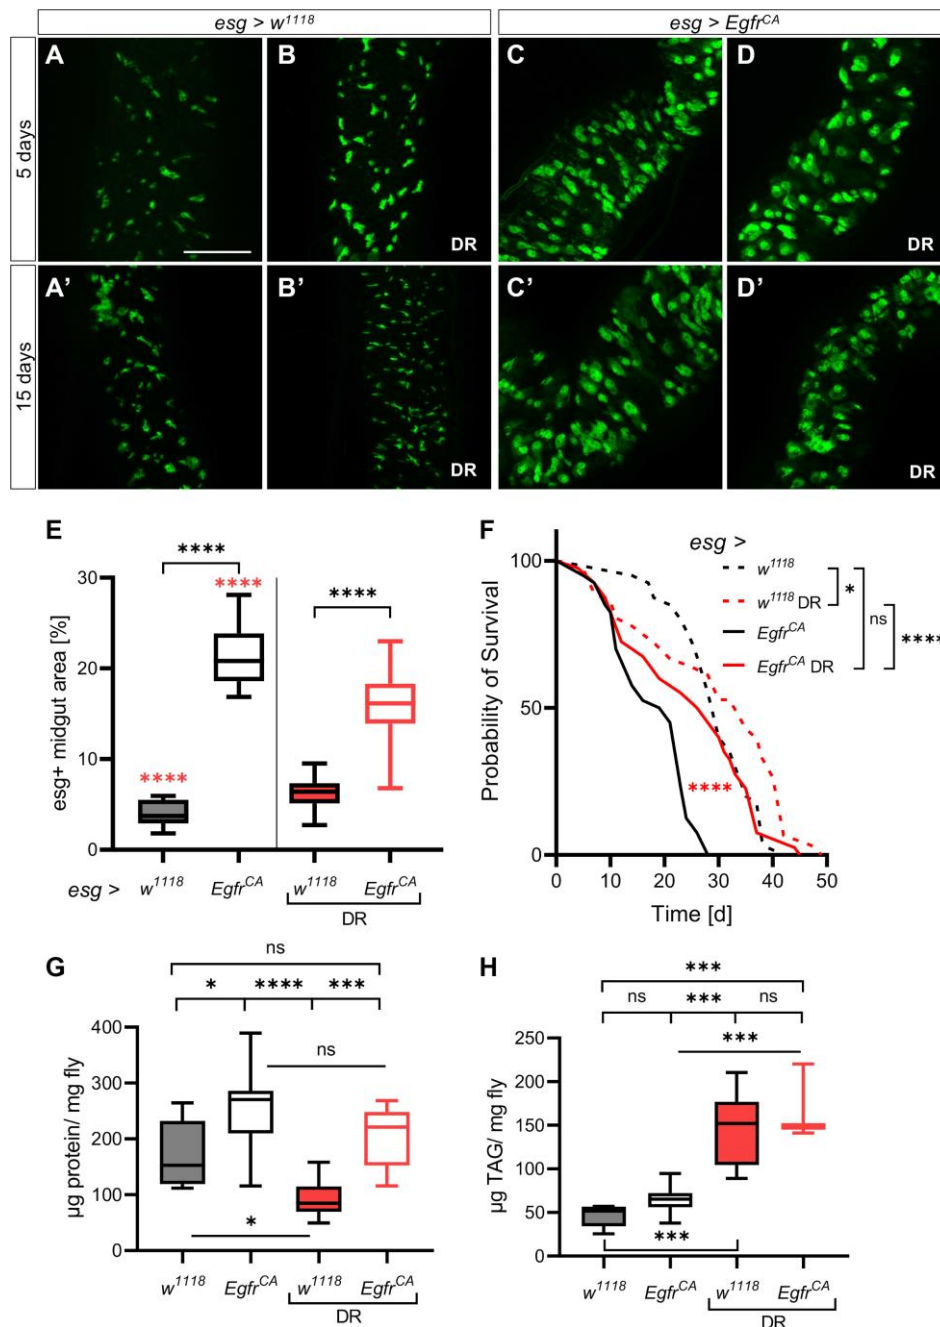 esg > w1118
esg > EgfrCA
5 days
A
B
DR
C
D
DR
15 days
A'
B'
DR
C'
D'
DR
E
****
****
****
****
esg+ midgut area [%]
30
20
10
0
esg >
w1118
EgfrCA
w1118
EgfrCA
DR
F
esg >
w1118
w1118 DR
EgfrCA
EgfrCA DR
*
ns
****
****
Probability of Survival
100
50
0
0 10 20 30 40 50
Time [d]
G
ns
* **** ***
ns
*
µg protein/ mg fly
400
300
200
100
0
w1118
EgfrCA
w1118
EgfrCA
DR
H
***
ns *** ns
***
***
µg TAG/ mg fly
250
200
150
100
50
0
w1118
EgfrCA
w1118
EgfrCA
DR